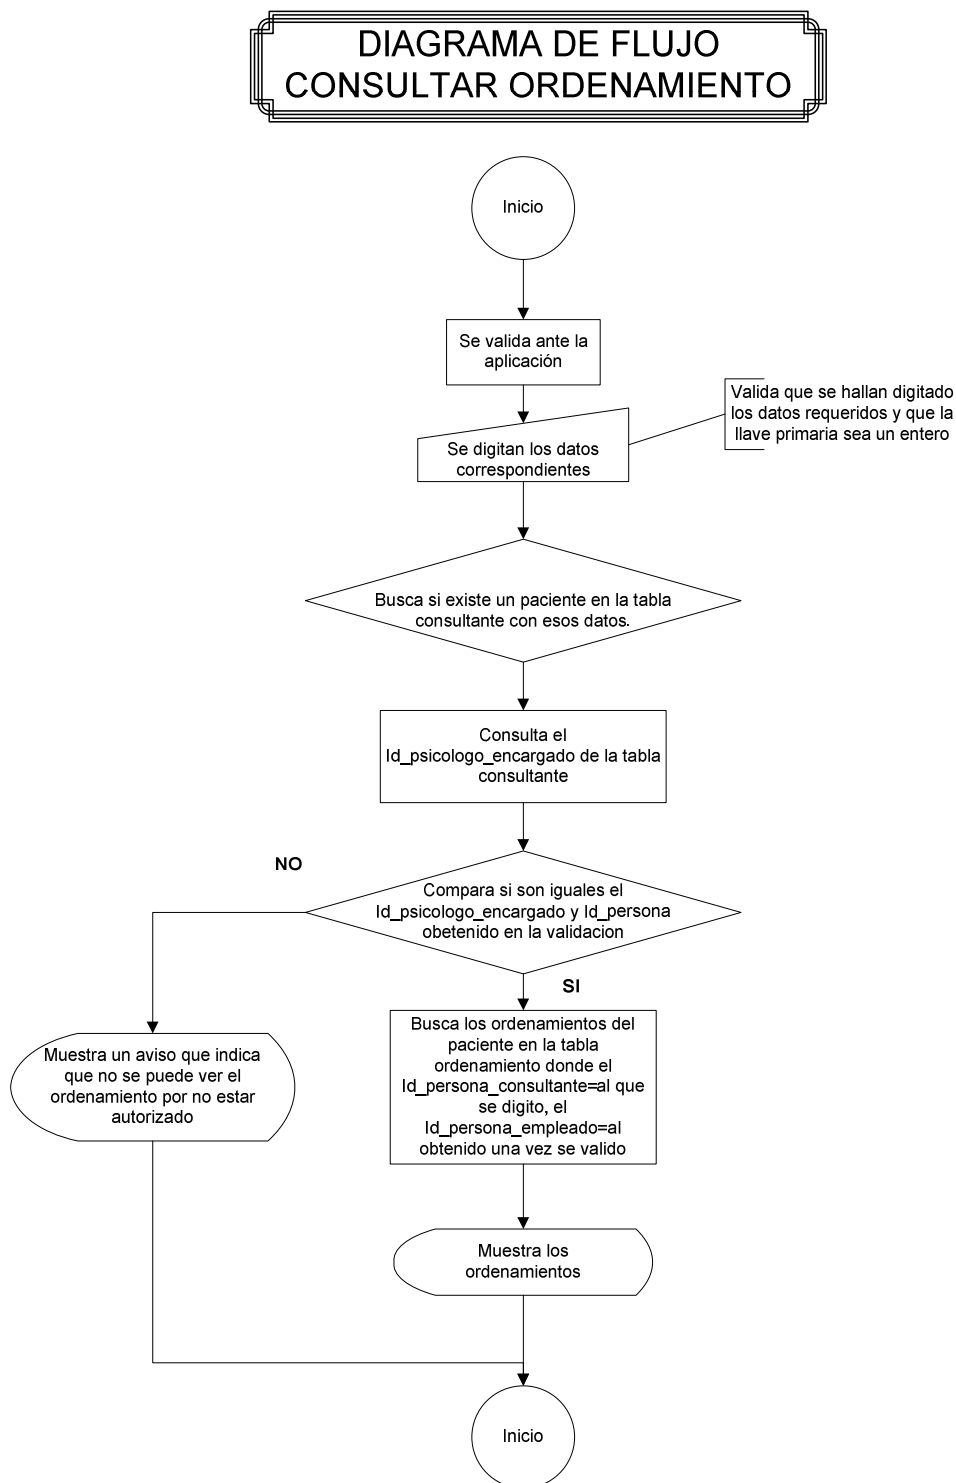 DIAGRAMA DE FLUJO
CONSULTAR ORDENAMIENTO
Inicio
Se valida ante la
aplicación
Valida que se hallan digitado
los datos requeridos y que la
llave primaria sea un entero
Se digitan los datos
correspondientes
Busca si existe un paciente en la tabla
consultante con esos datos.
Consulta el
Id_psicologo_encargado de la tabla
consultante
NO
Compara si son iguales el
Id_psicologo_encargado y Id_persona
obetenido en la validacion
SI
Busca los ordenamientos del
paciente en la tabla
ordenamiento donde el
Id_persona_consultante=al que
se digito, el
Id_persona_empleado=al
obtenido una vez se valido
Muestra un aviso que indica
que no se puede ver el
ordenamiento por no estar
autorizado
Muestra los
ordenamientos
Inicio